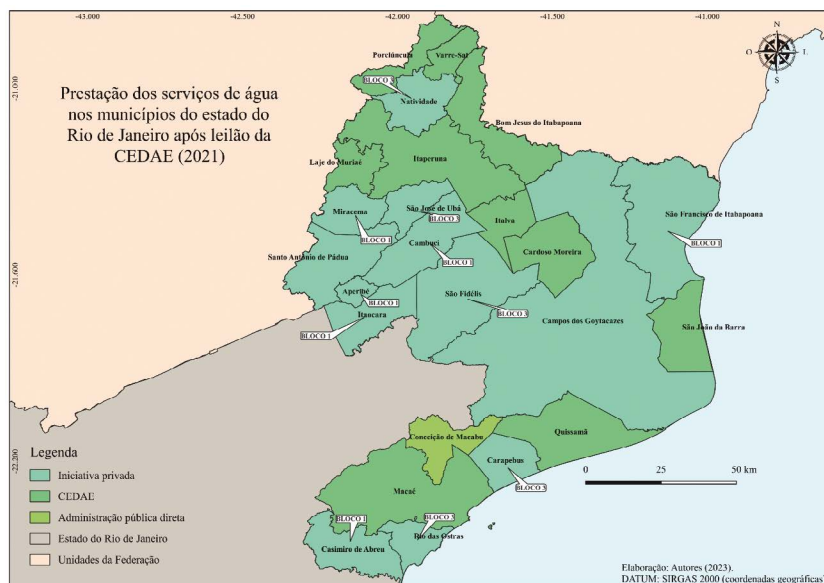 -43.000
-42.500
-42.000
-41.500
-41.000
-21.000
-21.600
-22.200
Prestação dos serviços de água
nos municípios do estado do
Rio de Janeiro após leilão da
CEDAE (2021)
N
O
L
S
Porciúncula
Varre-Sai
BLOCO 3
Natividade
Bom Jesus do Itabapoana
Laje do Muriaé
Itaperuna
Miracema
BLOCO 1
São José de Ubá
BLOCO 3
Italva
São Francisco de Itabapoana
BLOCO 1
Cambuci
BLOCO 1
Cardoso Moreira
Santo Antônio de Pádua
Aperibé
BLOCO 1
São Fidélis
BLOCO 3
Itaocara
BLOCO 1
Campos dos Goytacazes
São João da Barra
Conceição de Macabu
Quissamã
Carapebus
BLOCO 3
Macaé
BLOCO 1
BLOCO 3
Rio das Ostras
Casimiro de Abreu
0
25
50 km
Legenda
Iniciativa privada
CEDAE
Administração pública direta
Estado do Rio de Janeiro
Unidades da Federação
Elaboração: Autores (2023).
DATUM: SIRGAS 2000 (coordenadas geográficas)